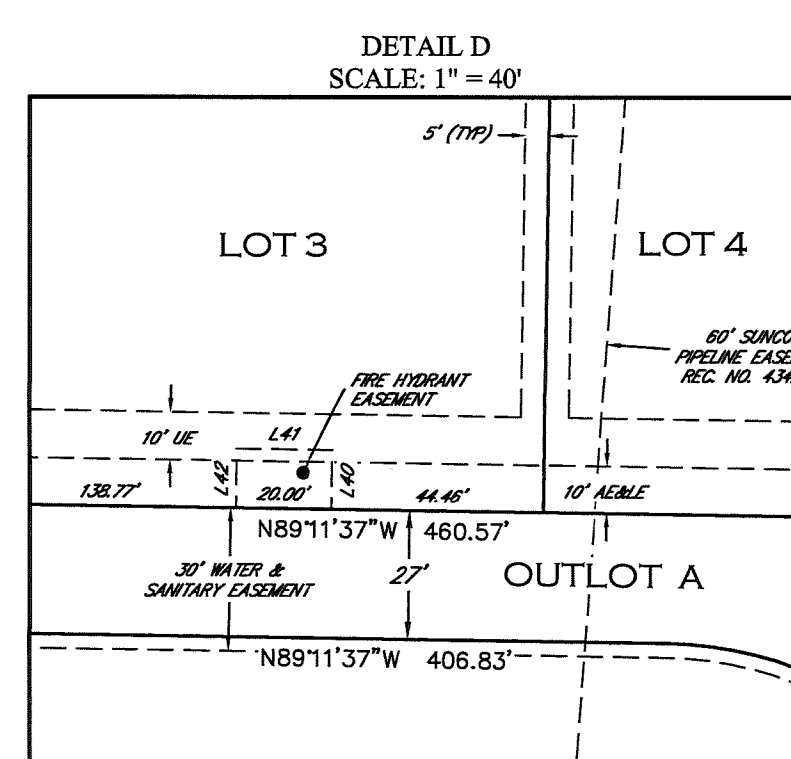 DETAIL D
SCALE: 1" = 40'
5' (TYP)
LOT 3
LOT 4
60' SUNCO
PIPELINE EASE
REC. NO. 434
FIRE HYDRANT
EASEMENT
10' UE
L41
L42
L40
138.77'
20.00'
44.46'
10' AE&LE
N89°11'37"W 460.57'
30' WATER &
SANITARY EASEMENT
27'
OUTLOT A
N89°11'37"W 406.83'